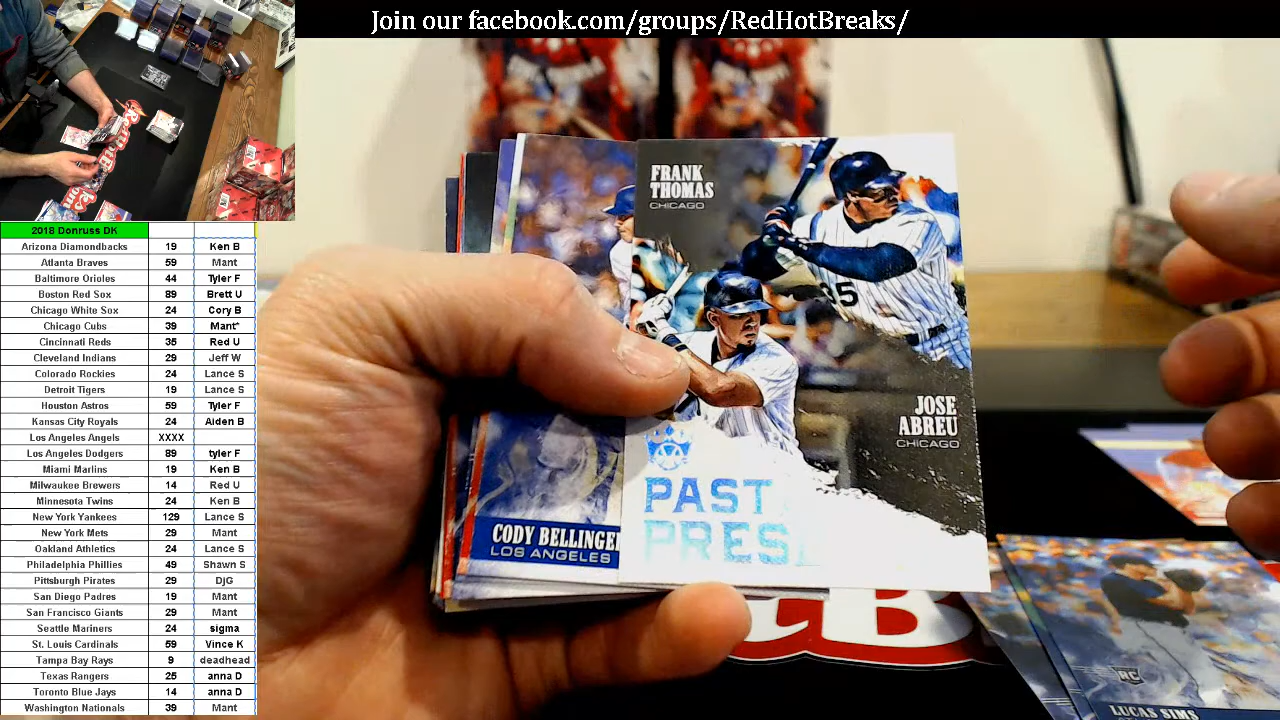 Join our facebook.com/groups/RedHotBreaks/
2018 Donruss DK
Arizona Diamondbacks 19 Ken B
Atlanta Braves 59 Mant
Baltimore Orioles 44 Tyler F
Boston Red Sox 89 Brett U
Chicago White Sox 24 Cory B
Chicago Cubs 39 Mant*
Cincinnati Reds 35 Red U
Cleveland Indians 29 Jeff W
Colorado Rockies 24 Lance S
Detroit Tigers 19 Lance S
Houston Astros 59 Tyler F
Kansas City Royals 24 Aiden B
Los Angeles Angels XXXX
Los Angeles Dodgers 89 tyler F
Miami Marlins 19 Ken B
Milwaukee Brewers 14 Red U
Minnesota Twins 24 Ken B
New York Yankees 129 Lance S
New York Mets 29 Mant
Oakland Athletics 24 Lance S
Philadelphia Phillies 49 Shawn S
Pittsburgh Pirates 29 DjG
San Diego Padres 19 Mant
San Francisco Giants 29 Mant
Seattle Mariners 24 sigma
St. Louis Cardinals 59 Vince K
Tampa Bay Rays 9 deadhead
Texas Rangers 25 anna D
Toronto Blue Jays 14 anna D
Washington Nationals 39 Mant
FRANK
THOMAS
CHICAGO
35
JOSE
ABREU
CHICAGO
PAST
PRES
CODY BELLINGE
LOS ANGELES
RC
LUCAS SIMS